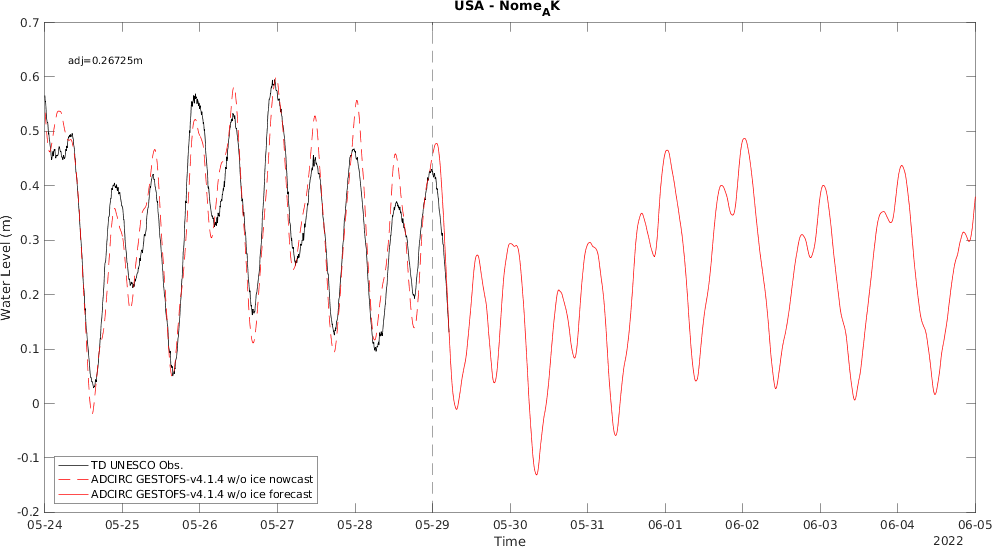 USA - Nome_AK
adj=0.26725m
0.7
0.6
0.5
0.4
0.3
0.2
0.1
0
-0.1
-0.2
Water Level (m)
TD UNESCO Obs.
ADCIRC GESTOFS-v4.1.4 w/o ice nowcast
ADCIRC GESTOFS-v4.1.4 w/o ice forecast
05-24 05-25 05-26 05-27 05-28 05-29 05-30 05-31 06-01 06-02 06-03 06-04 06-05
Time
2022